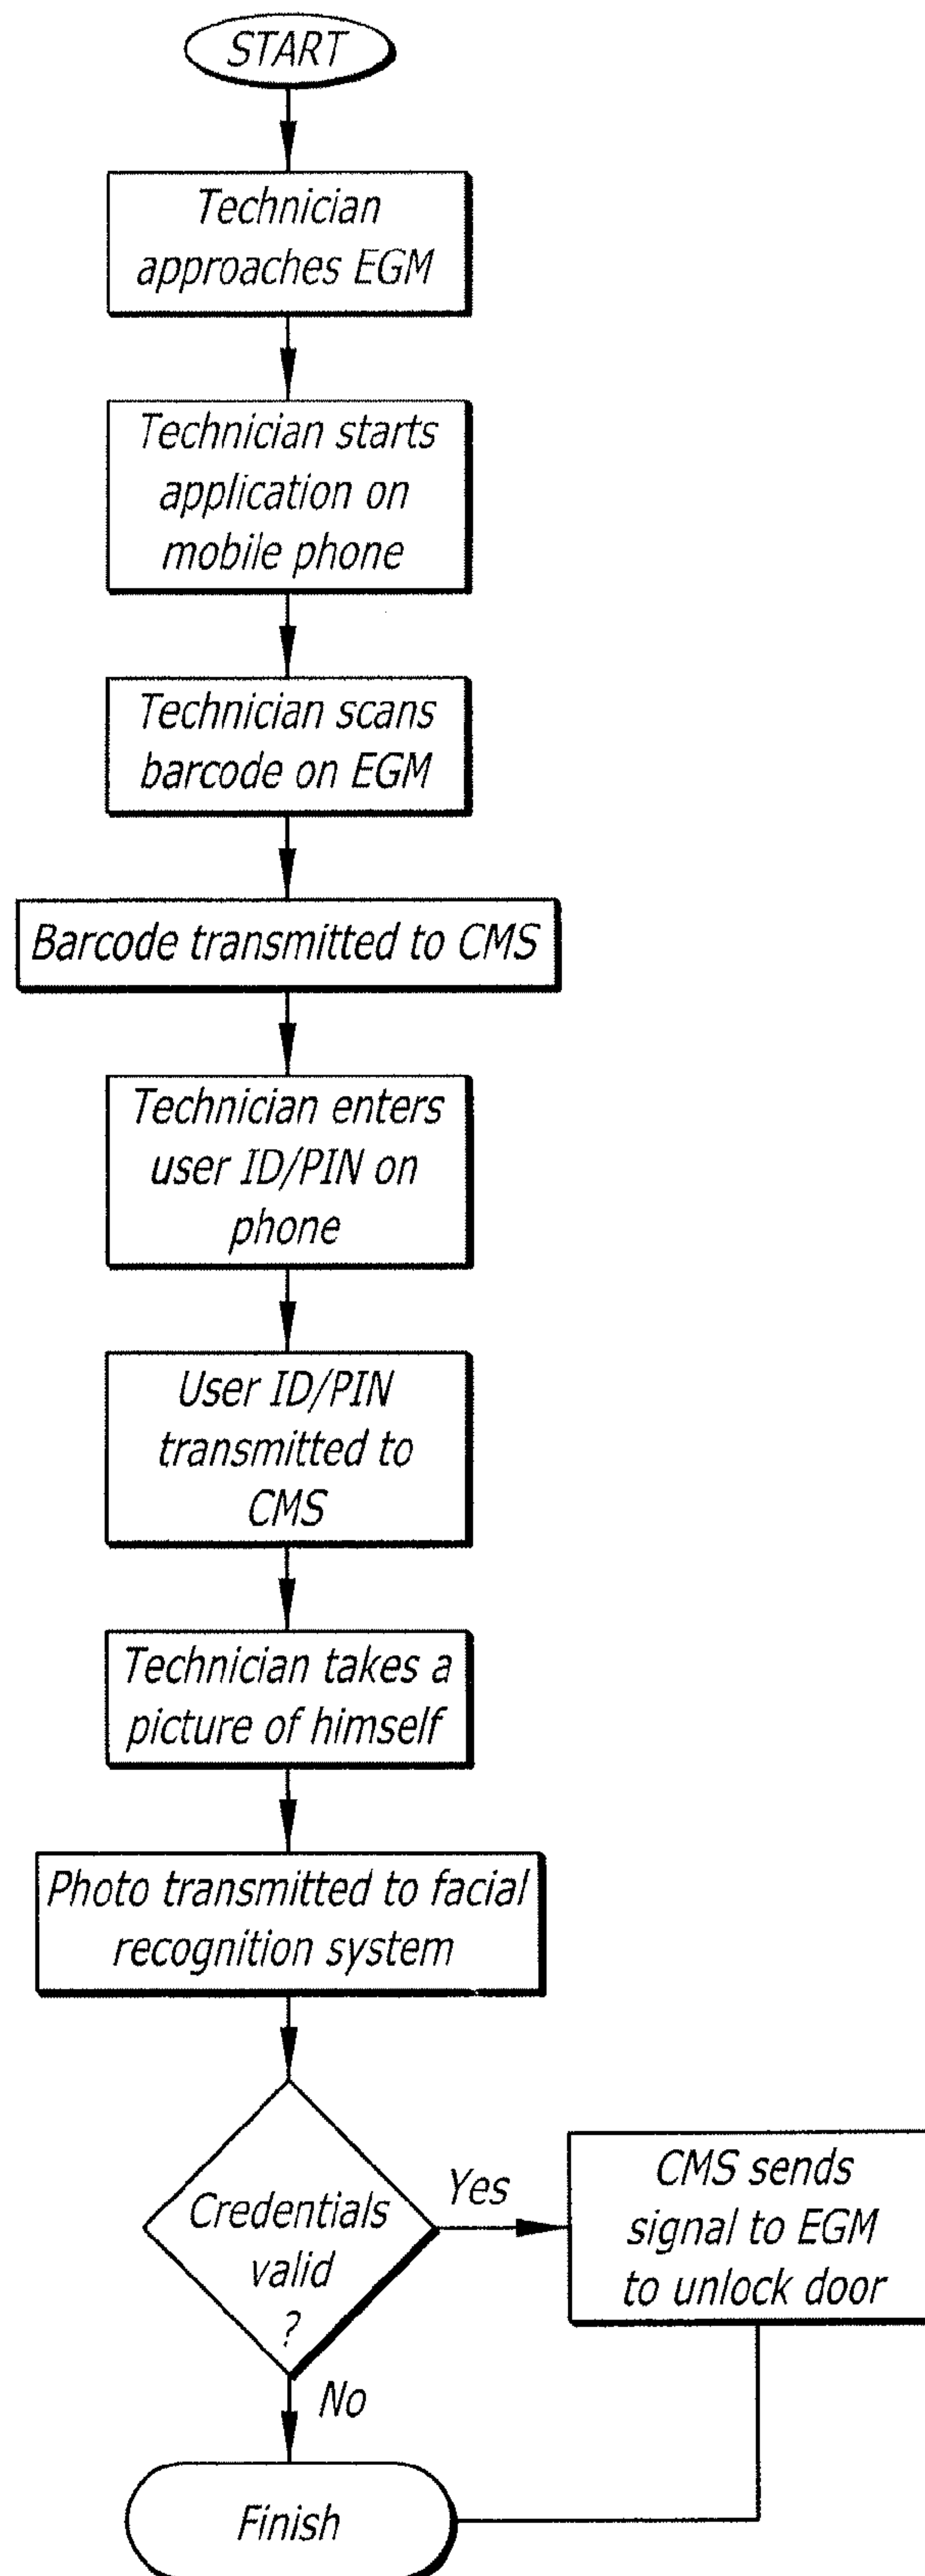 START
Technician
approaches EGM
Technician starts
application on
mobile phone
Technician scans
barcode on EGM
Barcode transmitted to CMS
Technician enters
user ID/PIN on
phone
User ID/PIN
transmitted to
CMS
Technician takes a
picture of himself
Photo transmitted to facial
recognition system
Credentials
valid
?
Yes
CMS sends
signal to EGM
to unlock door
No
Finish